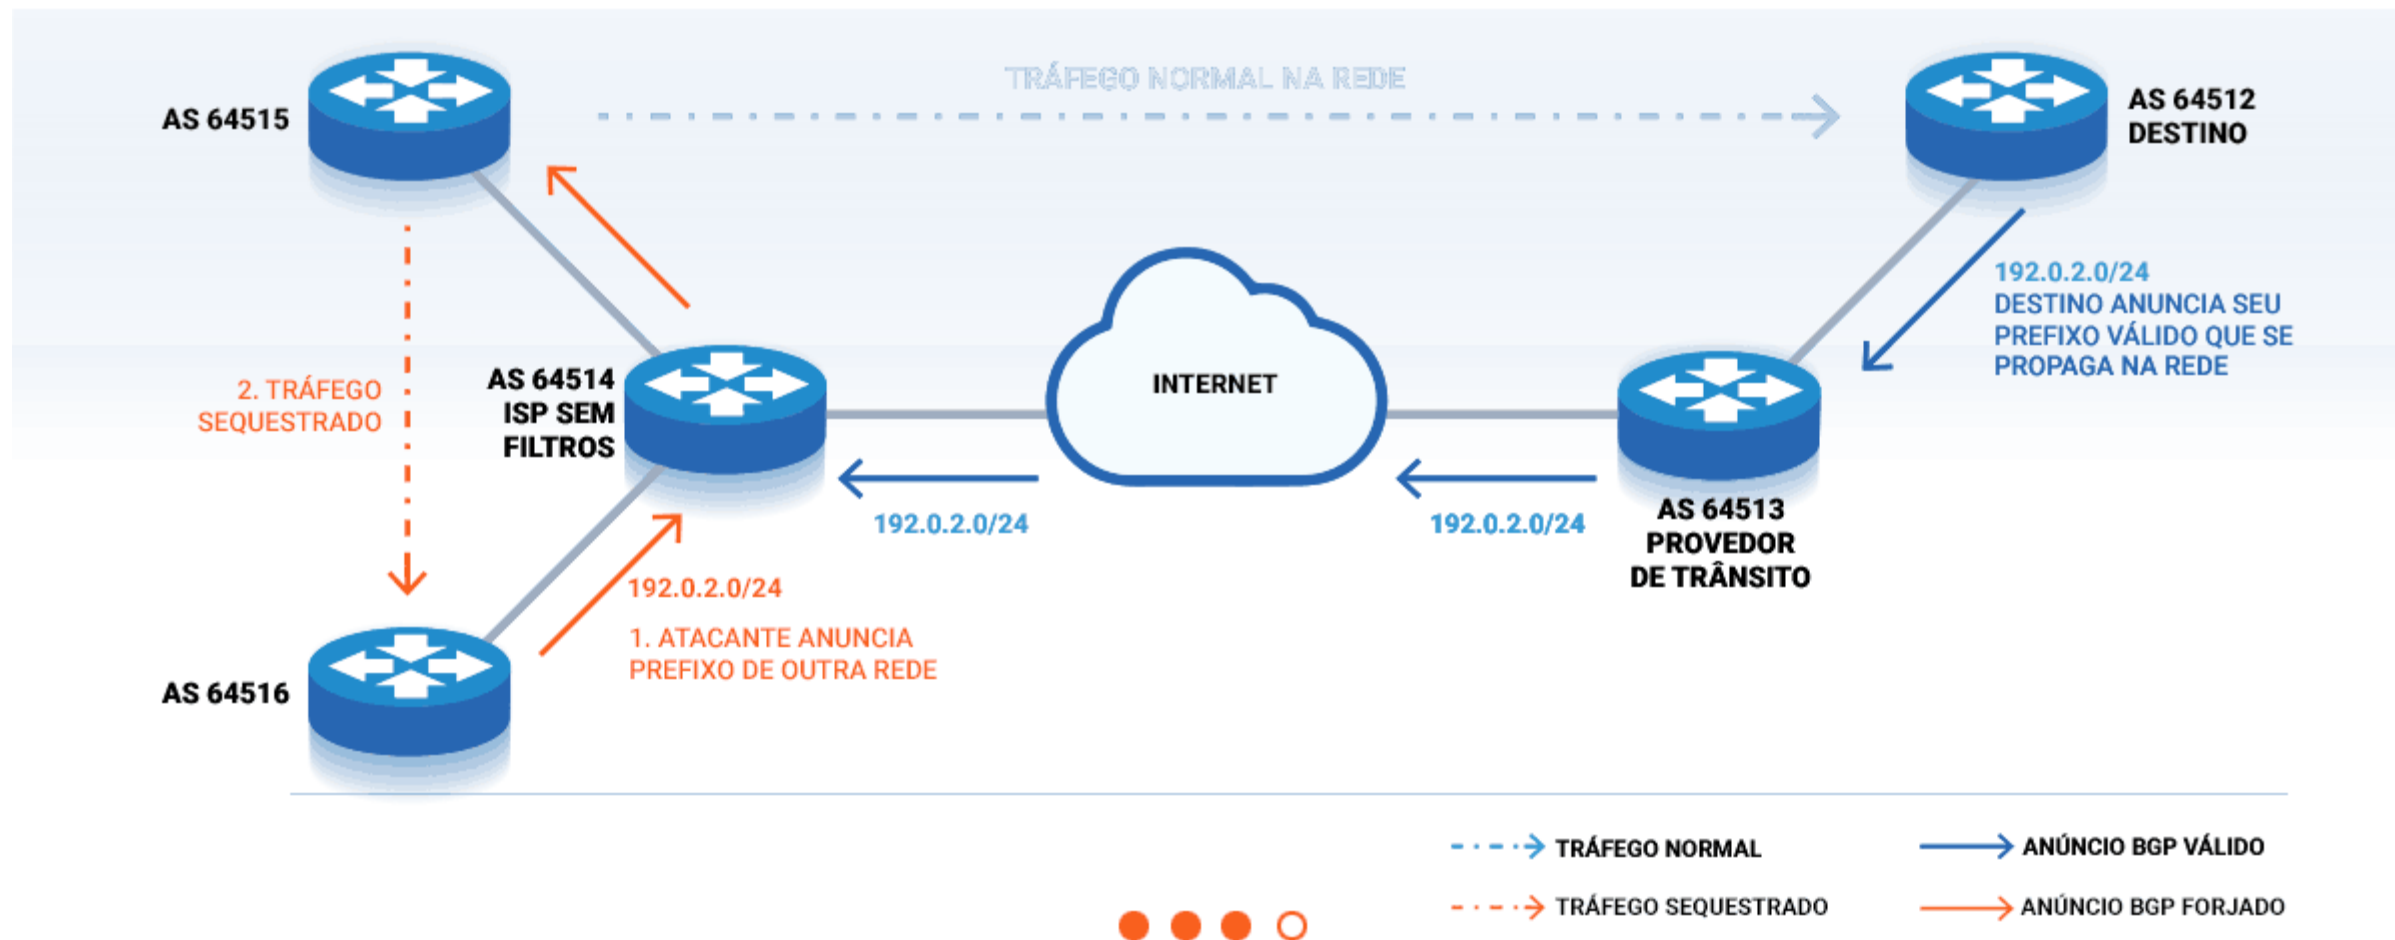 TRÁFEGO NORMAL NA REDE
AS 64515
AS 64512
DESTINO
192.0.2.0/24
DESTINO ANUNCIA SEU
PREFIXO VÁLIDO QUE SE
PROPAGA NA REDE
2. TRÁFEGO
SEQUESTRADO
AS 64514
ISP SEM
FILTROS
INTERNET
192.0.2.0/24
192.0.2.0/24
AS 64513
PROVEDOR
DE TRÂNSITO
192.0.2.0/24
1. ATACANTE ANUNCIA
PREFIXO DE OUTRA REDE
AS 64516
TRÁFEGO NORMAL
ANÚNCIO BGP VÁLIDO
TRÁFEGO SEQUESTRADO
ANÚNCIO BGP FORJADO